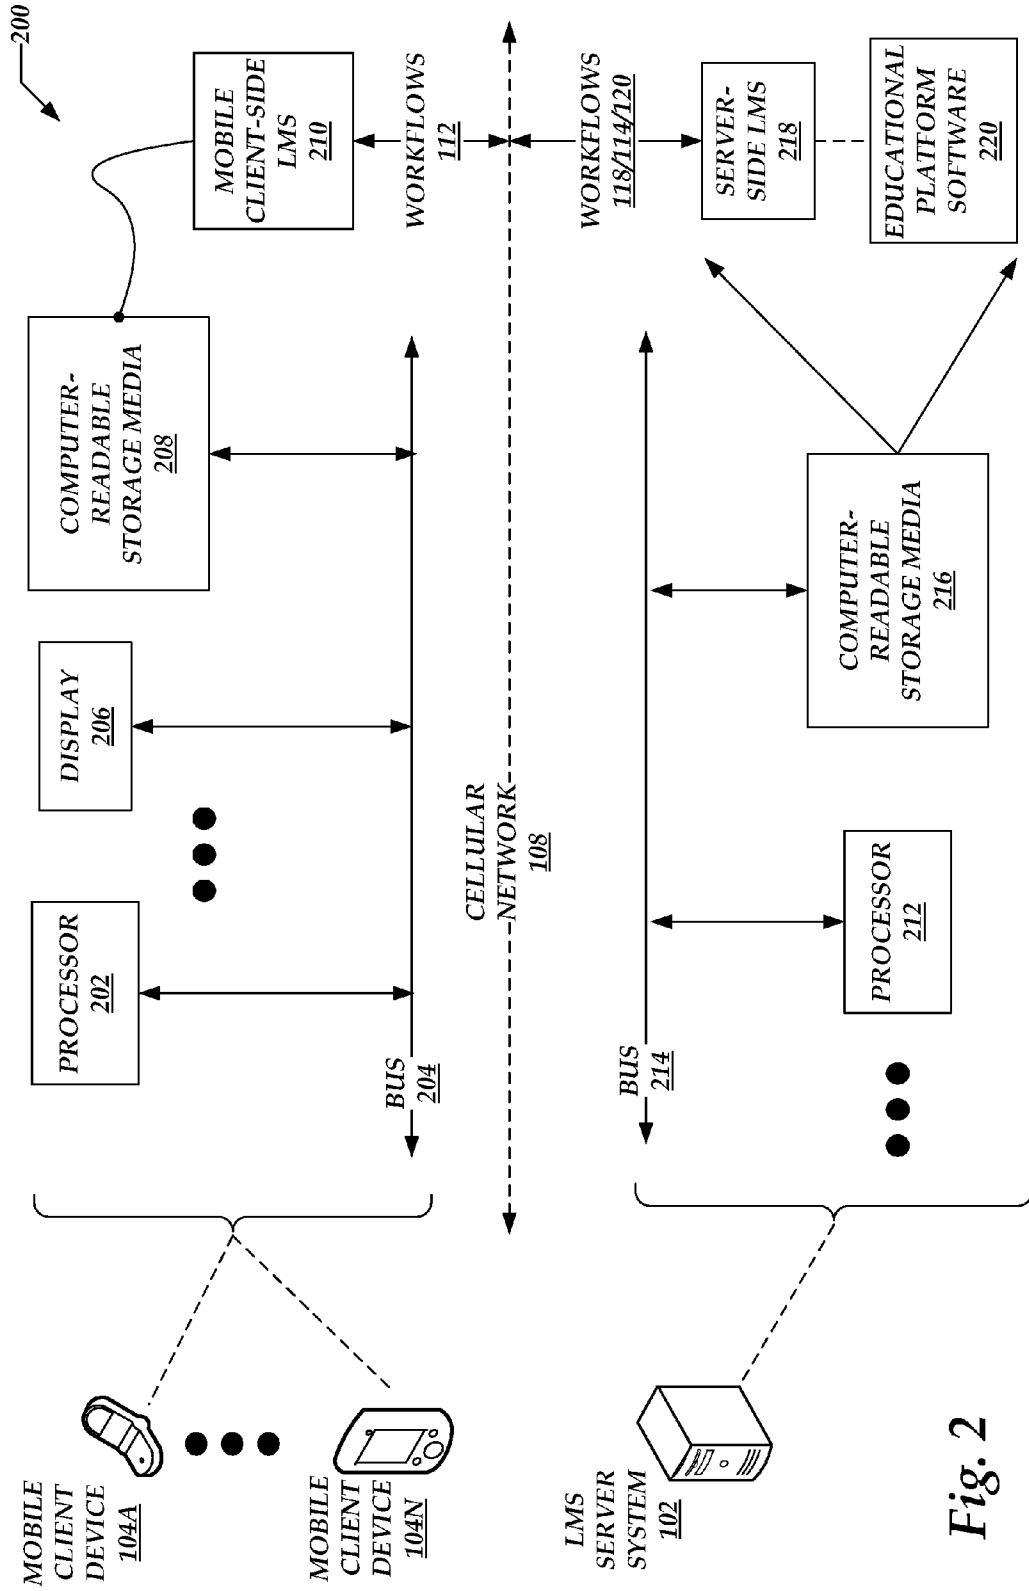 200
MOBILE
CLIENT
DEVICE
104A
MOBILE
CLIENT
DEVICE
104N
PROCESSOR
202
DISPLAY
206
COMPUTER-
READABLE
STORAGE MEDIA
208
MOBILE
CLIENT-SIDE
LMS
210
BUS
204
WORKFLOWS
112
CELLULAR
NETWORK
108
WORKFLOWS
118/114/120
BUS
214
LMS
SERVER
SYSTEM
102
PROCESSOR
212
COMPUTER-
READABLE
STORAGE MEDIA
216
SERVER-
SIDE LMS
218
EDUCATIONAL
PLATFORM
SOFTWARE
220
Fig. 2